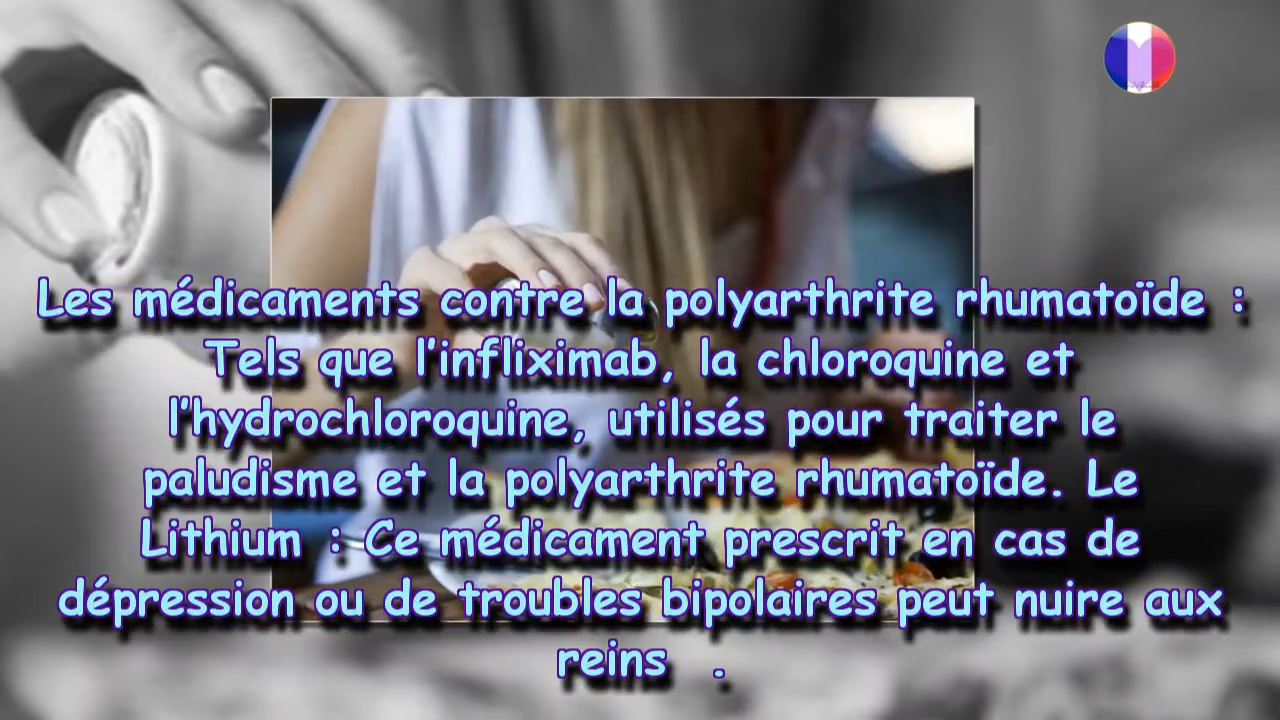 Les médicaments contre la polyarthrite rhumatoïde :
Tels que l'infliximab, la chloroquine et
l'hydrochloroquine, utilisés pour traiter le
paludisme et la polyarthrite rhumatoïde. Le
Lithium : Ce médicament prescrit en cas de
dépression ou de troubles bipolaires peut nuire aux
reins .